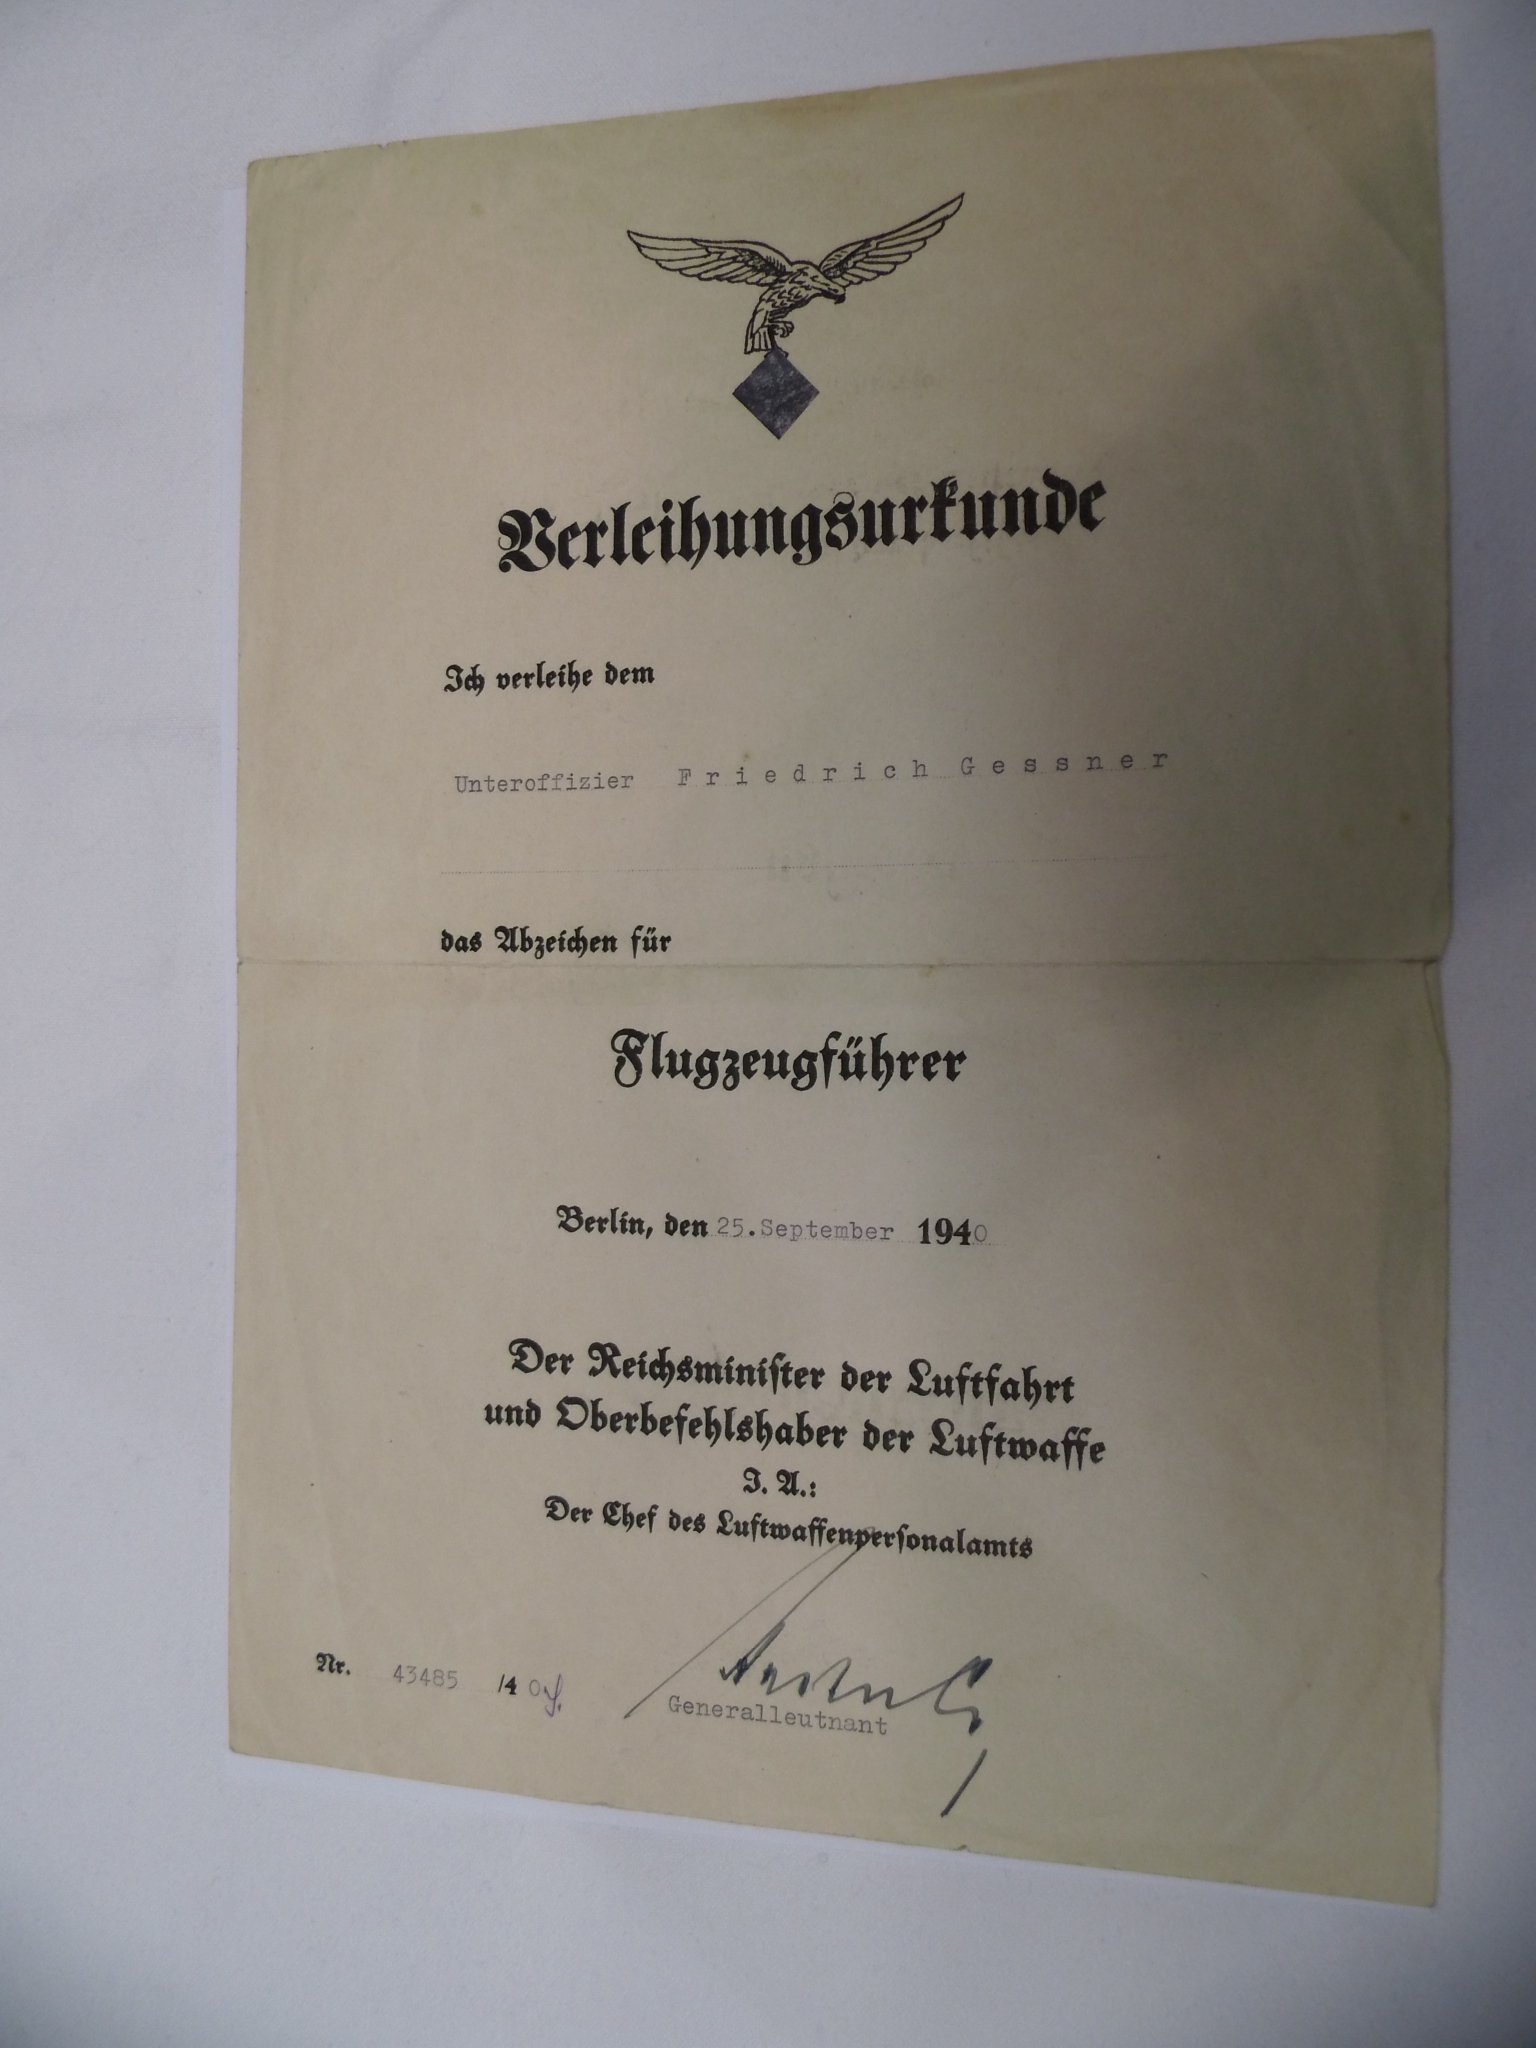 Verleihungsurkunde
Ich verleihe dem
Unteroffizier Friedrich Gessner
das Abzeichen für
Flugzeugführer
Berlin, den 25. September 1940
Der Reichsminister der Luftfahrt
und Oberbefehlshaber der Luftwaffe
I. A.:
Der Chef des Luftwaffenpersonalamts
Generalleutnant
Nr. 43485 /40